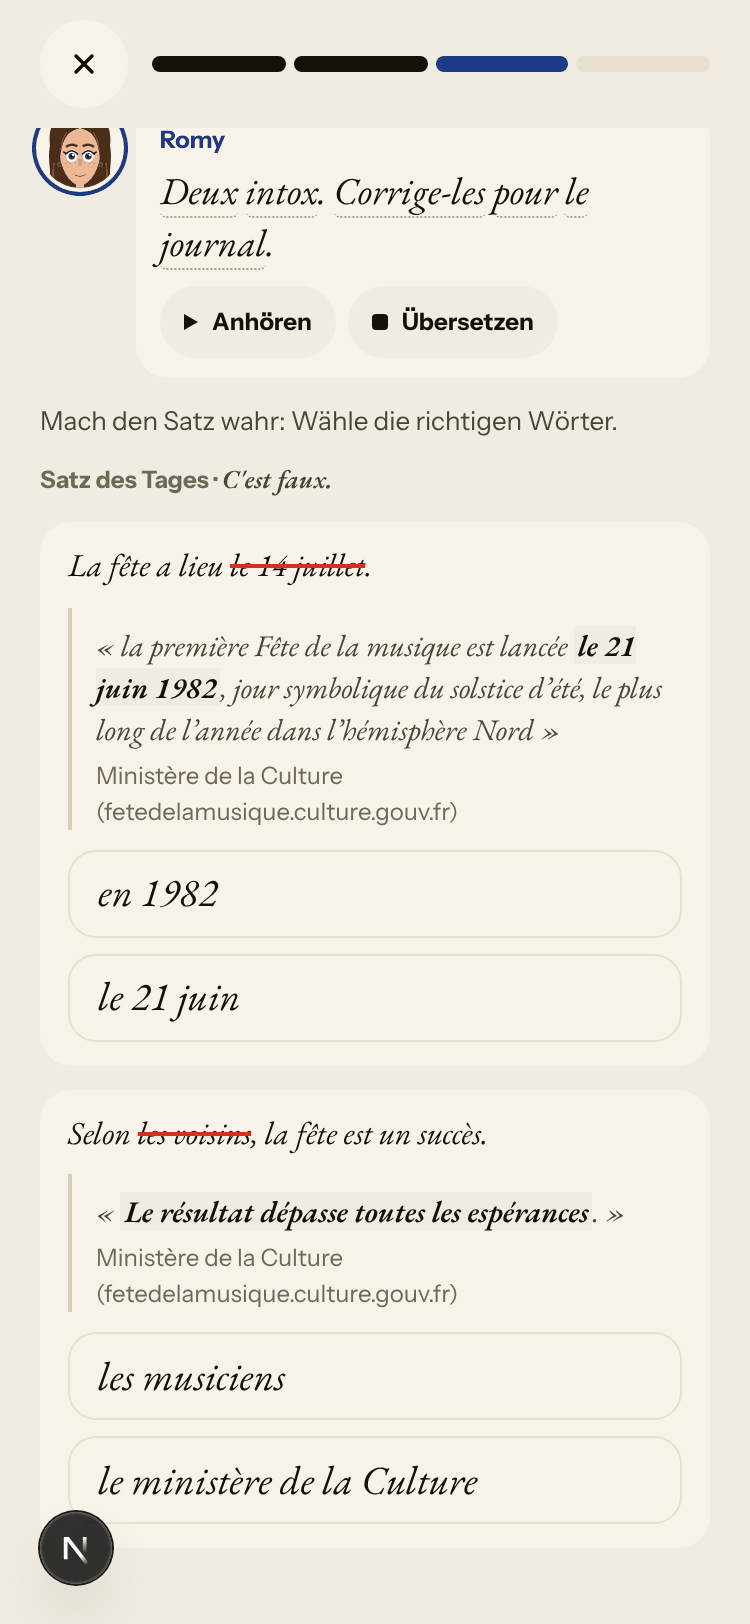 Romy
Deux intox. Corrige-les pour le
journal.
Anhören
Übersetzen
Mach den Satz wahr: Wähle die richtigen Wörter.
Satz des Tages · C'est faux.
La fête a lieu le 14 juillet.
« la première Fête de la musique est lancée le 21
juin 1982, jour symbolique du solstice d’été, le plus
long de l’année dans l’hémisphère Nord »
Ministère de la Culture
(fetedelamusique.culture.gouv.fr)
en 1982
le 21 juin
Selon les voisins, la fête est un succès.
« Le résultat dépasse toutes les espérances. »
Ministère de la Culture
(fetedelamusique.culture.gouv.fr)
les musiciens
le ministère de la Culture
N